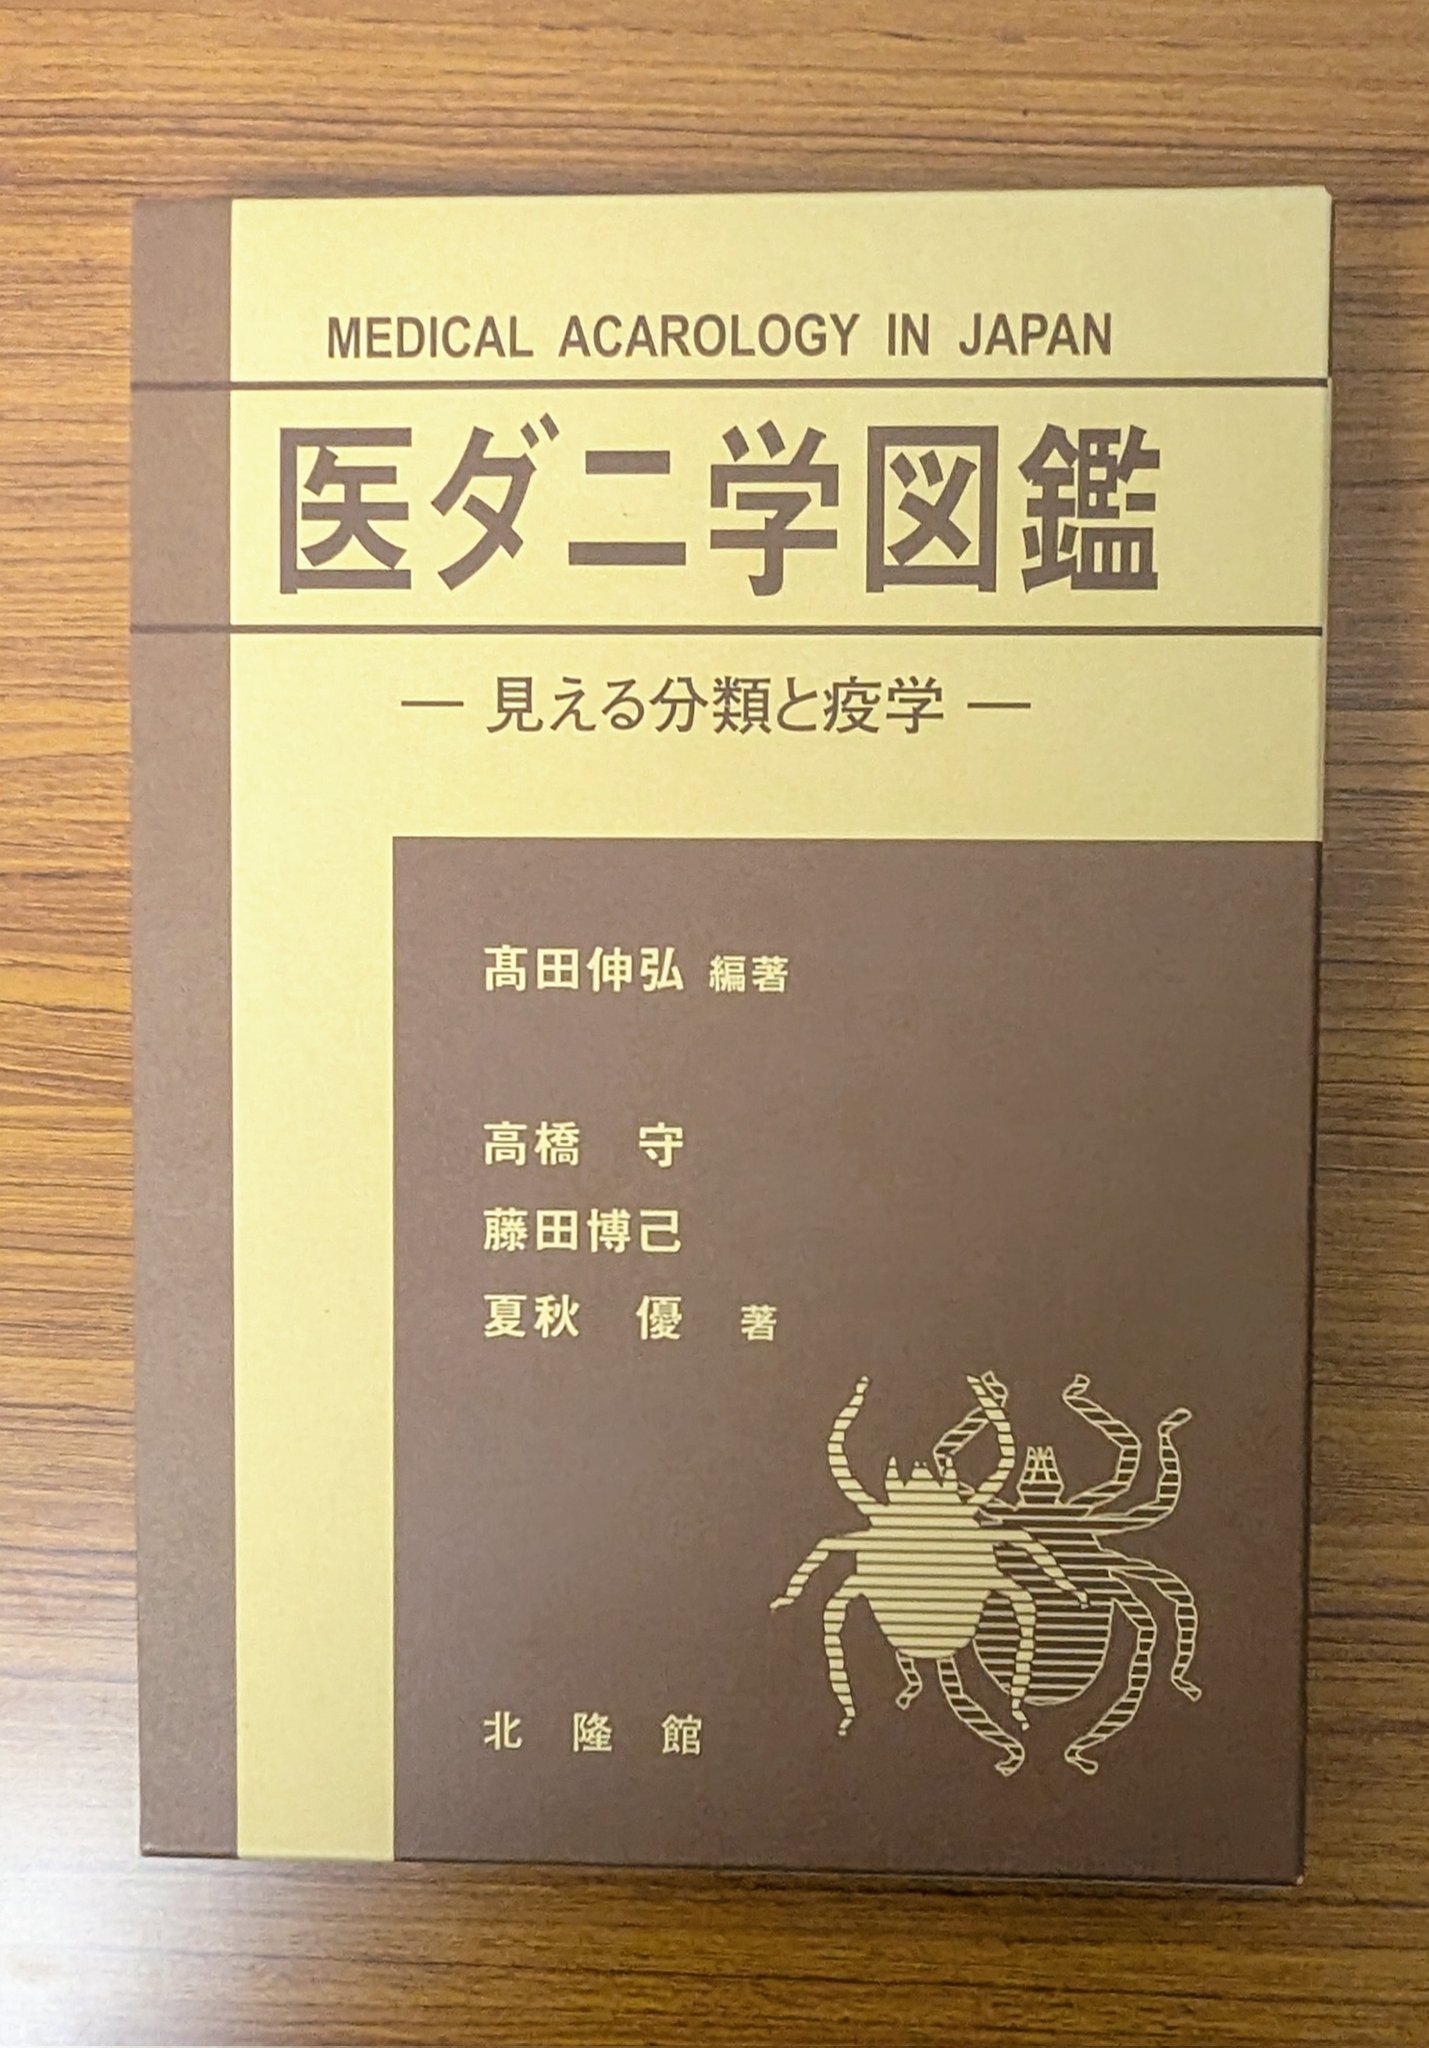 MEDICAL ACAROLOGY IN JAPAN
医ダニ学図鑑
― 見える分類と疫学 ―
髙田伸弘 編著
高橋　守
藤田博己
夏秋　優　著
北隆館